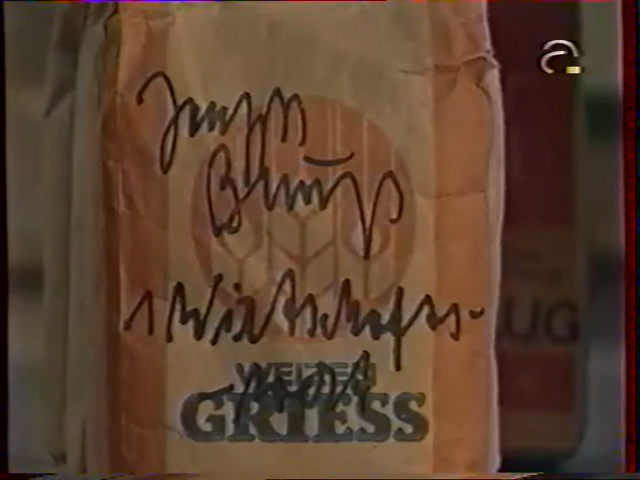 Joseph
Beuys
1 Wirtschafts-
wert
WEIZEN
GRIESS
UG